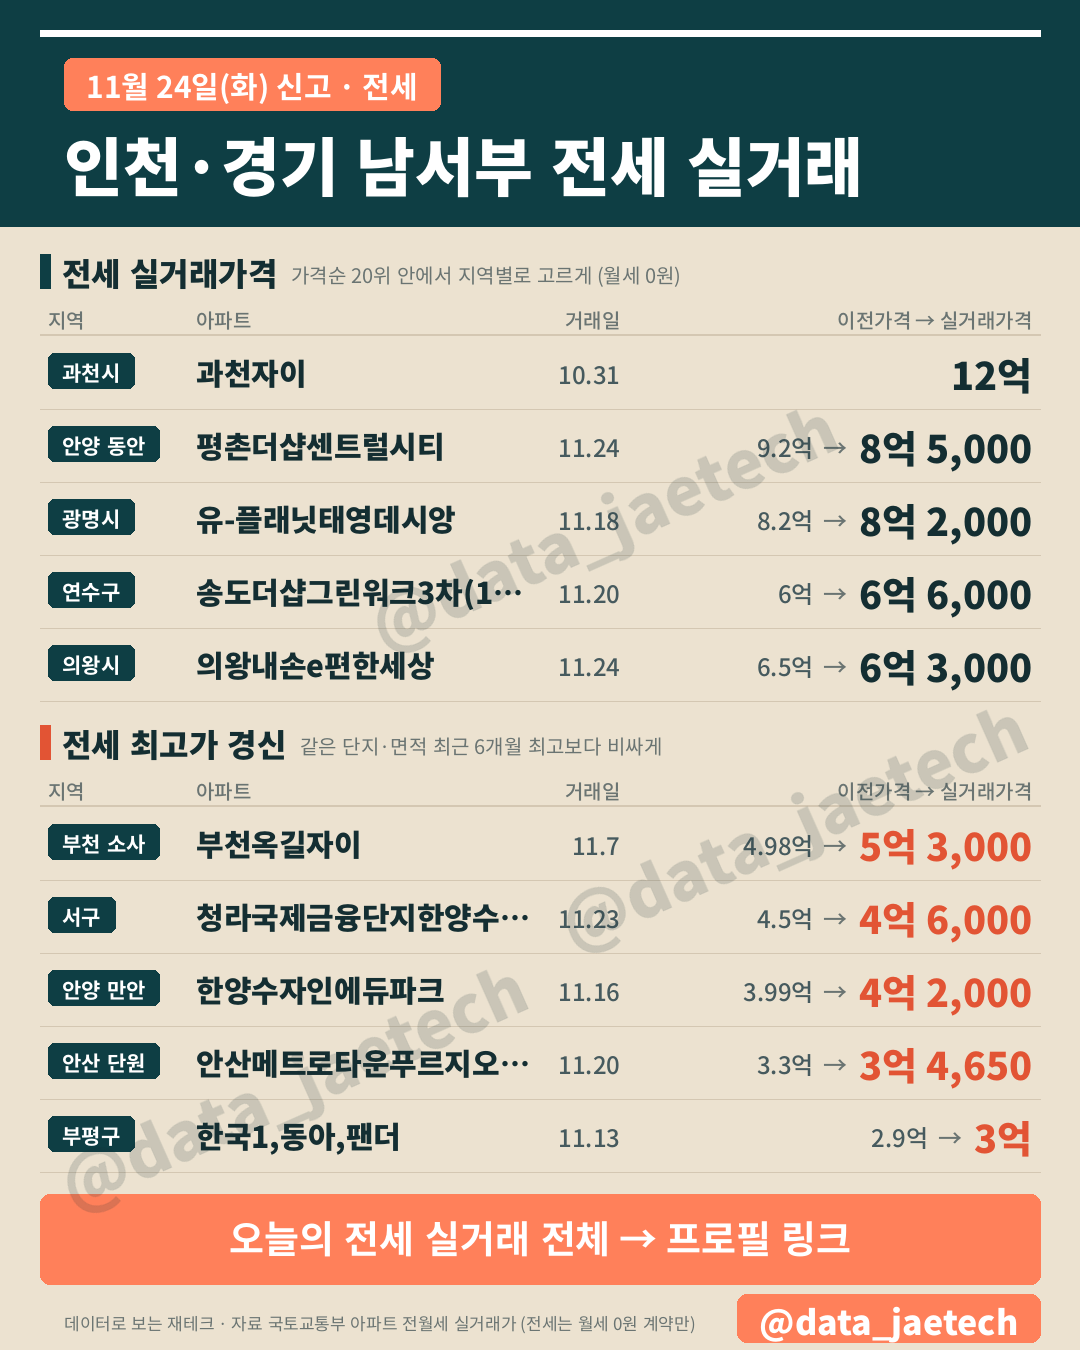 11월 24일(화) 신고 · 전세
인천·경기 남서부 전세 실거래
전세 실거래가격 가격순 20위 안에서 지역별로 고르게 (월세 0원)
지역 아파트 거래일 이전가격 → 실거래가격
과천시 과천자이 10.31 12억
안양 동안 평촌더샵센트럴시티 11.24 9.2억 → 8억 5,000
광명시 유-플래닛태영데시앙 11.18 8.2억 → 8억 2,000
연수구 송도더샵그린워크3차(1··· 11.20 6억 → 6억 6,000
의왕시 의왕내손e편한세상 11.24 6.5억 → 6억 3,000
전세 최고가 경신 같은 단지·면적 최근 6개월 최고보다 비싸게
지역 아파트 거래일 이전가격 → 실거래가격
부천 소사 부천옥길자이 11.7 4.98억 → 5억 3,000
서구 청라국제금융단지한양수··· 11.23 4.5억 → 4억 6,000
안양 만안 한양수자인에듀파크 11.16 3.99억 → 4억 2,000
안산 단원 안산메트로타운푸르지오··· 11.20 3.3억 → 3억 4,650
부평구 한국1,동아,팬더 11.13 2.9억 → 3억
오늘의 전세 실거래 전체 → 프로필 링크
데이터로 보는 재테크 · 자료 국토교통부 아파트 전월세 실거래가 (전세는 월세 0원 계약만)
@data_jaetech
@data_jaetech
@data_jaetech
@data_jaetech